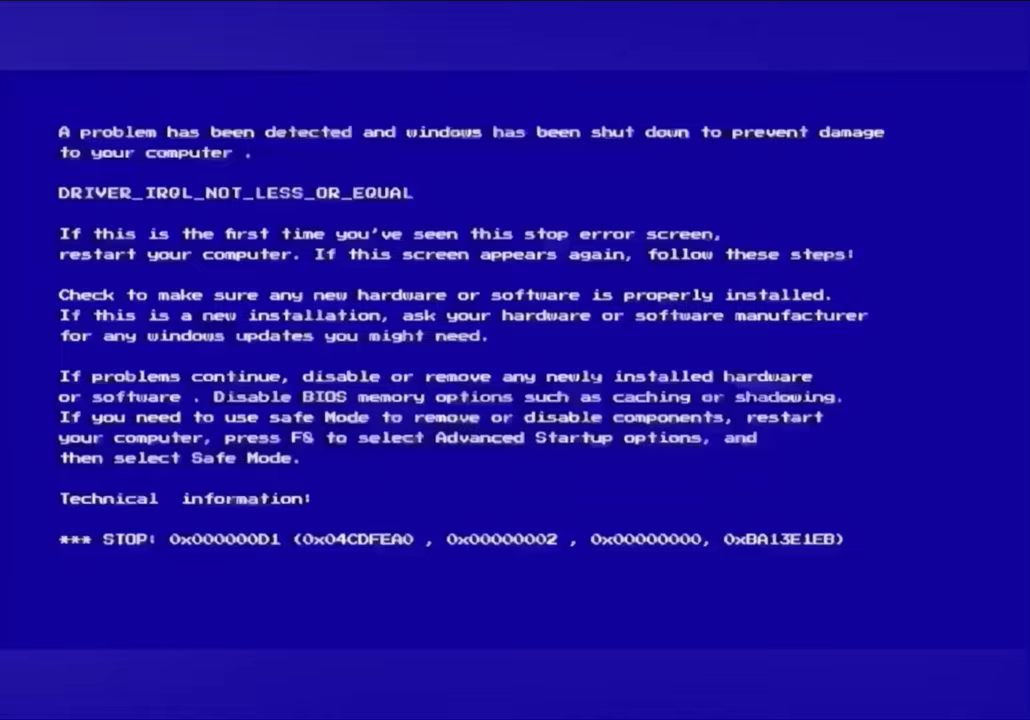 A problem has been detected and windows has been shut down to prevent damage
to your computer .
DRIVER_IRQL_NOT_LESS_OR_EQUAL
If this is the first time you've seen this stop error screen,
restart your computer. If this screen appears again, follow these steps:
Check to make sure any new hardware or software is properly installed.
If this is a new installation, ask your hardware or software manufacturer
for any windows updates you might need.
If problems continue, disable or remove any newly installed hardware
or software . Disable BIOS memory options such as caching or shadowing.
If you need to use safe Mode to remove or disable components, restart
your computer, press F8 to select Advanced Startup options, and
then select Safe Mode.
Technical information:
*** STOP: 0x000000D1 (0x04CDFEA0 , 0x00000002 , 0x00000000, 0xBA13E1EB)